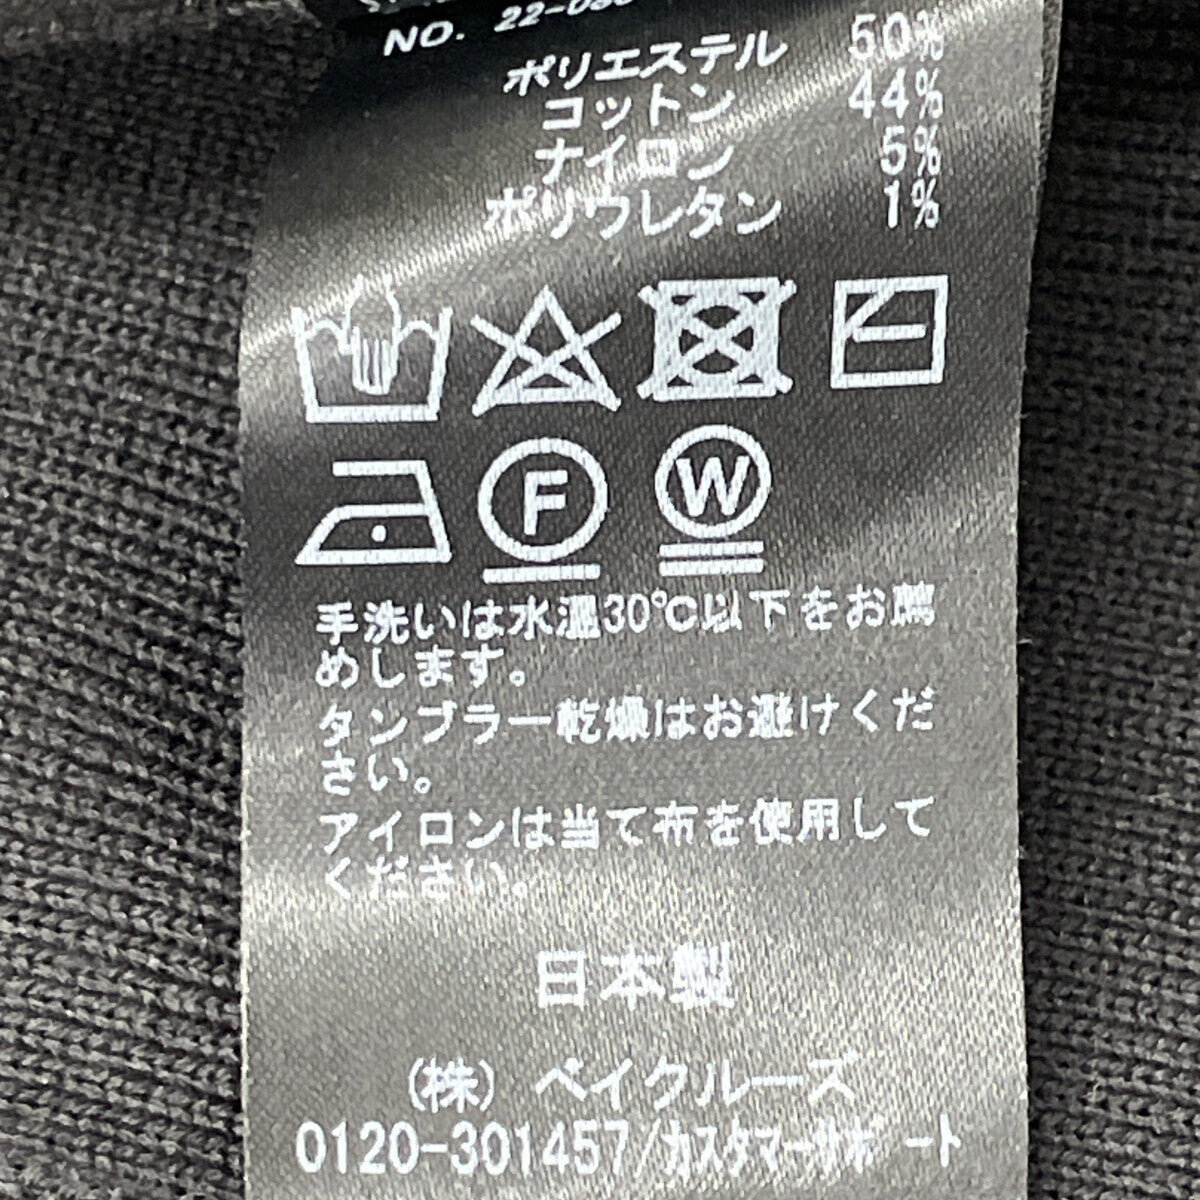 NO. 22-
ポリエステル 50%
コットン 44%
ナイロン 5%
ポリウレタン 1%
F
W
手洗いは水温30℃以下をお薦
めします。
タンブラー乾燥はお避けくだ
さい。
アイロンは当て布を使用して
ください。
日本製
(株) ベイクルーズ
0120-301457/カスタマーサポート